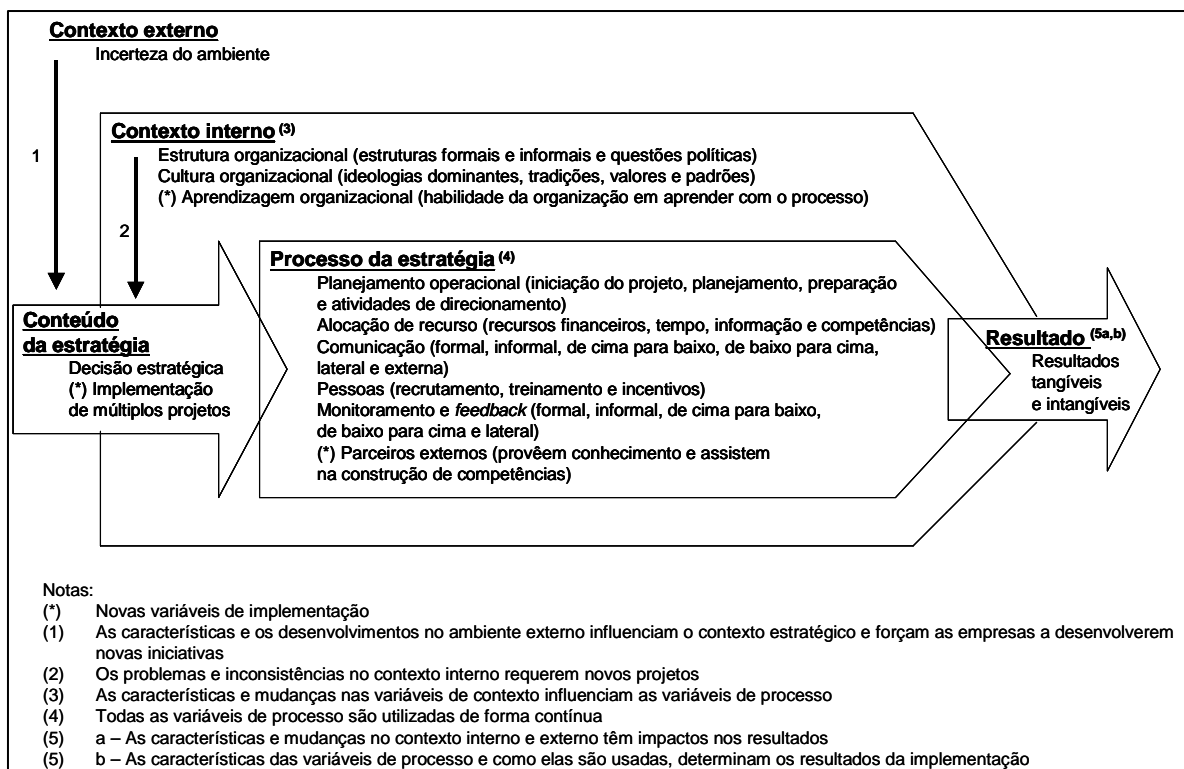 Contexto externo
Incerteza do ambiente
1
Contexto interno (3)
Estrutura organizacional (estruturas formais e informais e questões políticas)
Cultura organizacional (ideologias dominantes, tradições, valores e padrões)
(*) Aprendizagem organizacional (habilidade da organização em aprender com o processo)
2
Processo da estratégia (4)
Planejamento operacional (iniciação do projeto, planejamento, preparação
e atividades de direcionamento)
Alocação de recurso (recursos financeiros, tempo, informação e competências)
Comunicação (formal, informal, de cima para baixo, de baixo para cima,
lateral e externa)
Pessoas (recrutamento, treinamento e incentivos)
Monitoramento e feedback (formal, informal, de cima para baixo,
de baixo para cima e lateral)
(*) Parceiros externos (provêem conhecimento e assistem
na construção de competências)
Conteúdo
da estratégia
Decisão estratégica
(*) Implementação
de múltiplos projetos
Resultado (5a,b)
Resultados
tangíveis
e intangíveis
Notas:
(*) Novas variáveis de implementação
(1) As características e os desenvolvimentos no ambiente externo influenciam o contexto estratégico e forçam as empresas a desenvolverem
novas iniciativas
(2) Os problemas e inconsistências no contexto interno requerem novos projetos
(3) As características e mudanças nas variáveis de contexto influenciam as variáveis de processo
(4) Todas as variáveis de processo são utilizadas de forma contínua
(5) a – As características e mudanças no contexto interno e externo têm impactos nos resultados
(5) b – As características das variáveis de processo e como elas são usadas, determinam os resultados da implementação